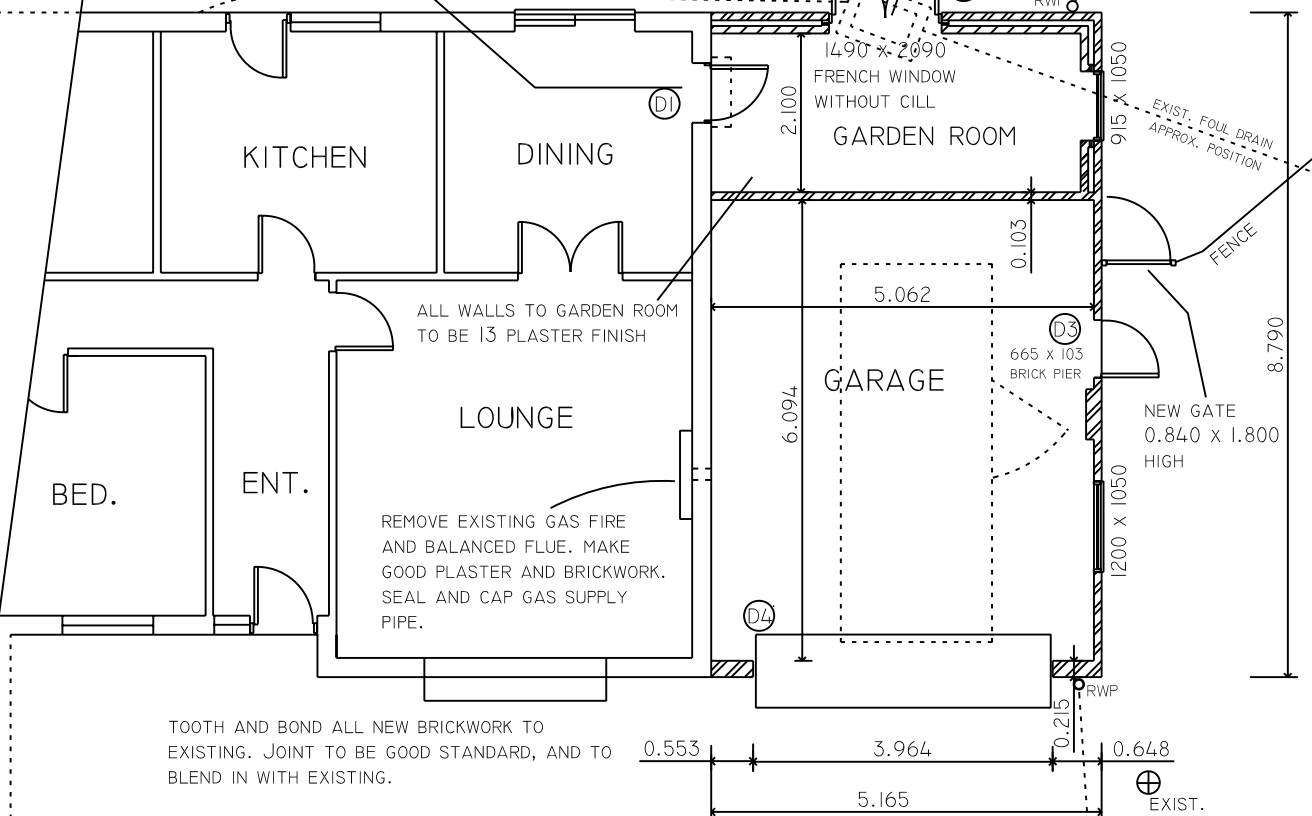 RWP
1490 X 2090
FRENCH WINDOW
WITHOUT CILL
GARDEN ROOM
2.100
915 X 1050
EXIST. FOUL DRAIN
APPROX. POSITION
D1
KITCHEN
DINING
0.103
FENCE
5.062
ALL WALLS TO GARDEN ROOM
TO BE 13 PLASTER FINISH
D3
665 X 103
BRICK PIER
8.790
GARAGE
6.094
LOUNGE
NEW GATE
0.840 X 1.800
HIGH
BED.
ENT.
1200 X 1050
REMOVE EXISTING GAS FIRE
AND BALANCED FLUE. MAKE
GOOD PLASTER AND BRICKWORK.
SEAL AND CAP GAS SUPPLY
PIPE.
D4
RWP
0.215
TOOTH AND BOND ALL NEW BRICKWORK TO
EXISTING. JOINT TO BE GOOD STANDARD, AND TO
BLEND IN WITH EXISTING.
0.553
3.964
0.648
5.165
EXIST.